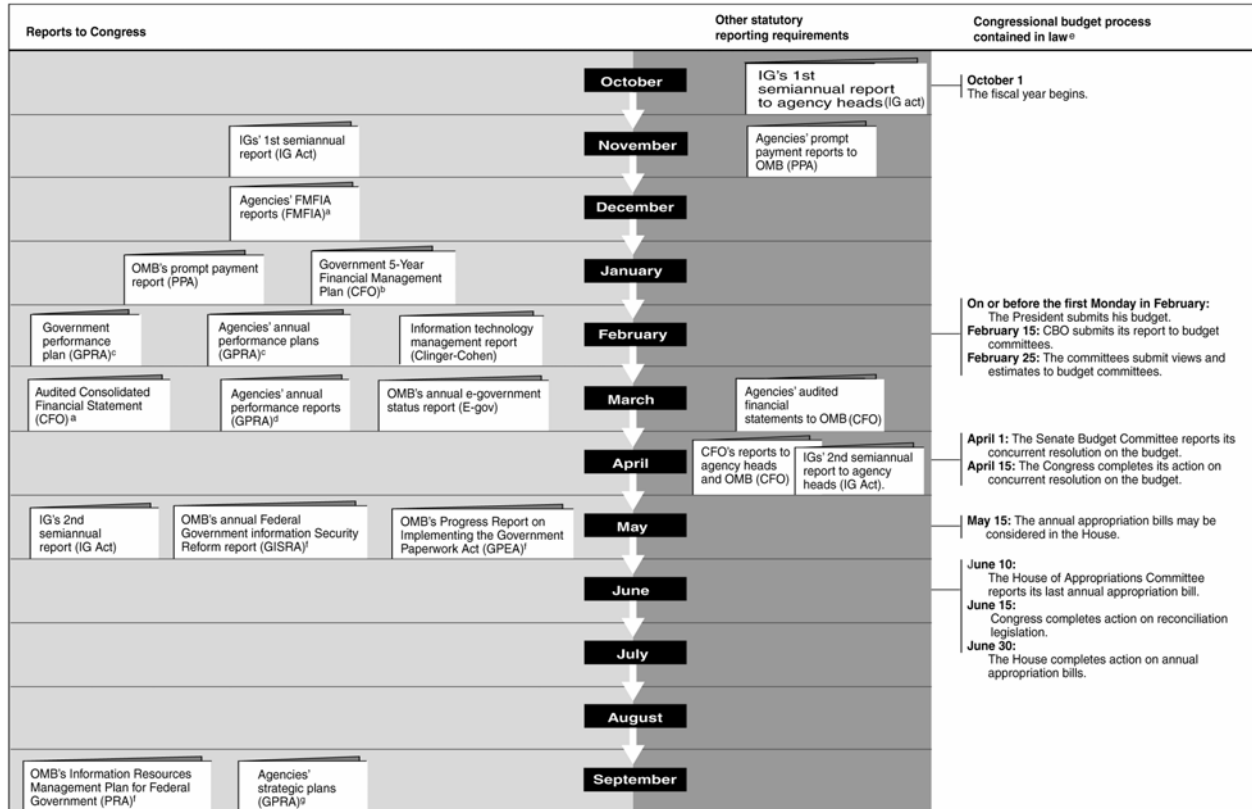 Reports to Congress
Other statutory
reporting requirements
Congressional budget process
contained in lawe
October
IG's 1st
semiannual report
to agency heads (IG act)
October 1
The fiscal year begins.
IGs' 1st semiannual
report (IG Act)
November
Agencies' prompt
payment reports to
OMB (PPA)
Agencies' FMFIA
reports (FMFIA)a
December
OMB's prompt payment
report (PPA)
Government 5-Year
Financial Management
Plan (CFO)b
January
Government
performance
plan (GPRA)c
Agencies' annual
performance plans
(GPRA)c
Information technology
management report
(Clinger-Cohen)
February
On or before the first Monday in February:
The President submits his budget.
February 15: CBO submits its report to budget
committees.
February 25: The committees submit views and
estimates to budget committees.
Audited Consolidated
Financial Statement
(CFO) a
Agencies' annual
performance reports
(GPRA)d
OMB's annual e-government
status report (E-gov)
March
Agencies' audited
financial
statements to OMB (CFO)
April
CFO's reports to
agency heads
and OMB (CFO)
IGs' 2nd semiannual
report to agency
heads (IG Act).
April 1: The Senate Budget Committee reports its
concurrent resolution on the budget.
April 15: The Congress completes its action on
concurrent resolution on the budget.
IG's 2nd
semiannual
report (IG Act)
OMB's annual Federal
Government information Security
Reform report (GISRA)f
OMB's Progress Report on
Implementing the Government
Paperwork Act (GPEA)f
May
May 15: The annual appropriation bills may be
considered in the House.
June
June 10:
The House of Appropriations Committee
reports its last annual appropriation bill.
June 15:
Congress completes action on reconciliation
legislation.
June 30:
The House completes action on annual
appropriation bills.
July
August
OMB's Information Resources
Management Plan for Federal
Government (PRA)f
Agencies'
strategic plans
(GPRA)g
September